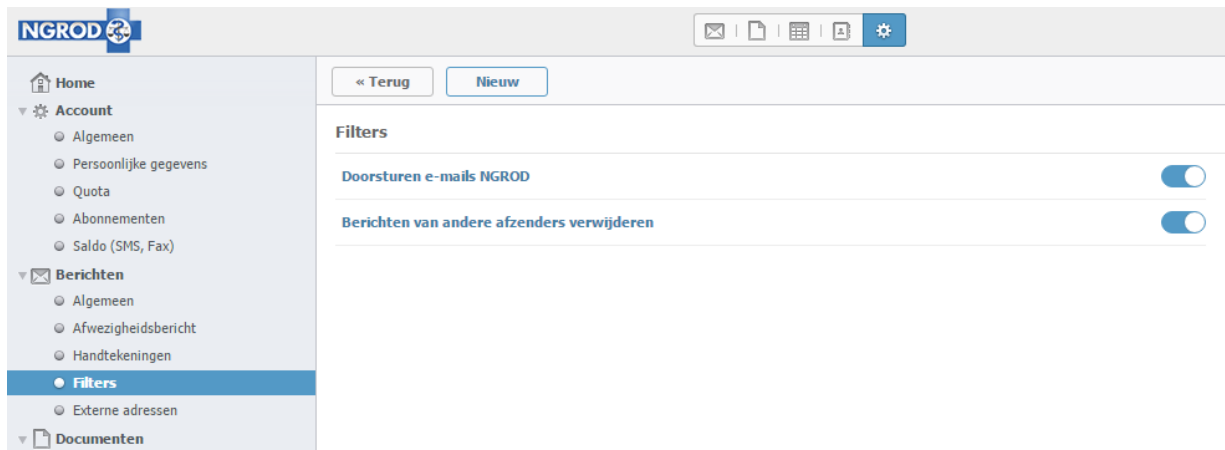 NGROD
Home
Account
Algemeen
Persoonlijke gegevens
Quota
Abonnementen
Saldo (SMS, Fax)
Berichten
Algemeen
Afwezigheidsbericht
Handtekeningen
Filters
Externe adressen
Documenten
« Terug
Nieuw
Filters
Doorsturen e-mails NGROD
Berichten van andere afzenders verwijderen